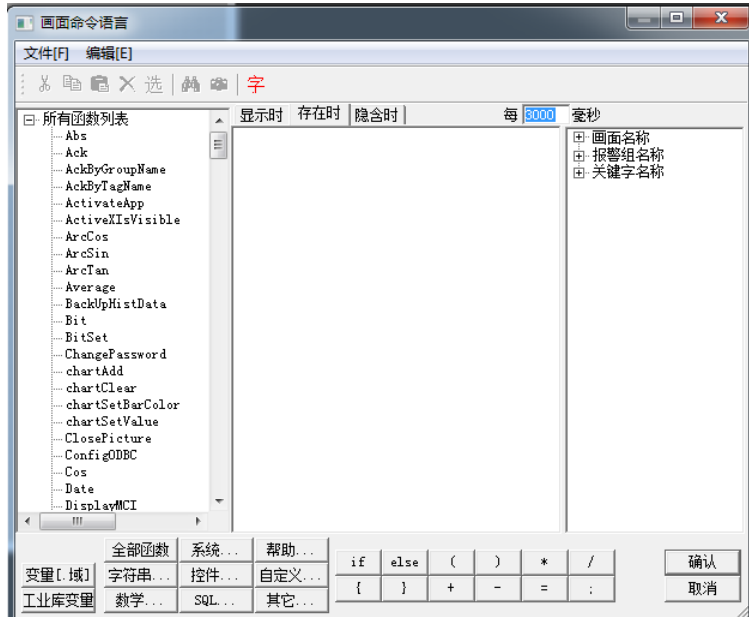 画面命令语言
文件[F] 编辑[E]
选 字
所有函数列表
Abs
Ack
AckByGroupName
AckByTagName
ActivateApp
ActiveXIsVisible
ArcCos
ArcSin
ArcTan
Average
BackUpHistData
Bit
BitSet
ChangePassword
chartAdd
chartClear
chartSetBarColor
chartSetValue
ClosePicture
ConfigODBC
Cos
Date
DisplayMCI
显示时 存在时 隐含时 每 3000 毫秒
画面名称
报警组名称
关键字名称
全部函数 系统... 帮助...
变量[.域] 字符串... 控件... 自定义...
工业库变量 数学... SQL... 其它...
if else ( ) * /
{ } + - = ;
确认
取消